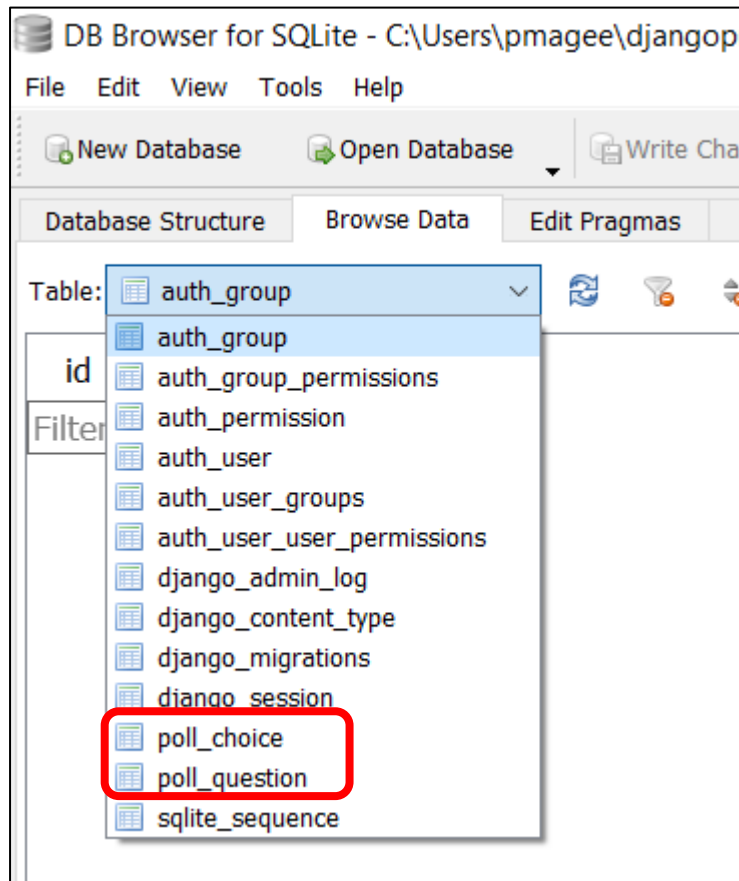 DB Browser for SQLite - C:\Users\pmagee\djangop
File Edit View Tools Help
New Database Open Database Write Cha
Database Structure Browse Data Edit Pragmas
Table: auth_group
id
Filter
auth_group
auth_group_permissions
auth_permission
auth_user
auth_user_groups
auth_user_user_permissions
django_admin_log
django_content_type
django_migrations
django_session
poll_choice
poll_question
sqlite_sequence